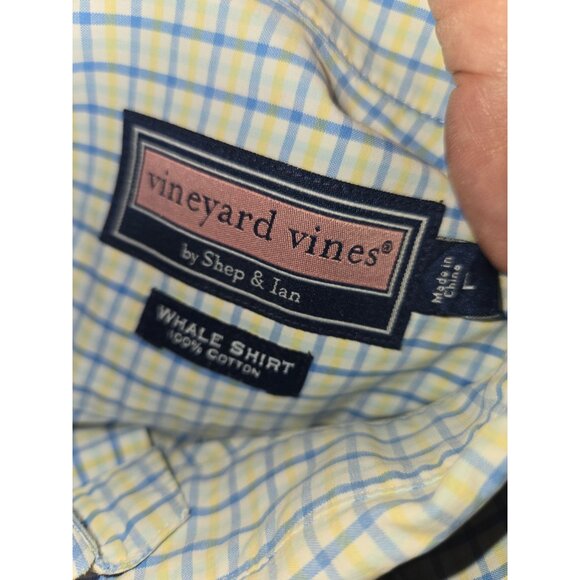 vineyard vines®
by Shep & Ian
WHALE SHIRT
100% COTTON
Made in
China
L